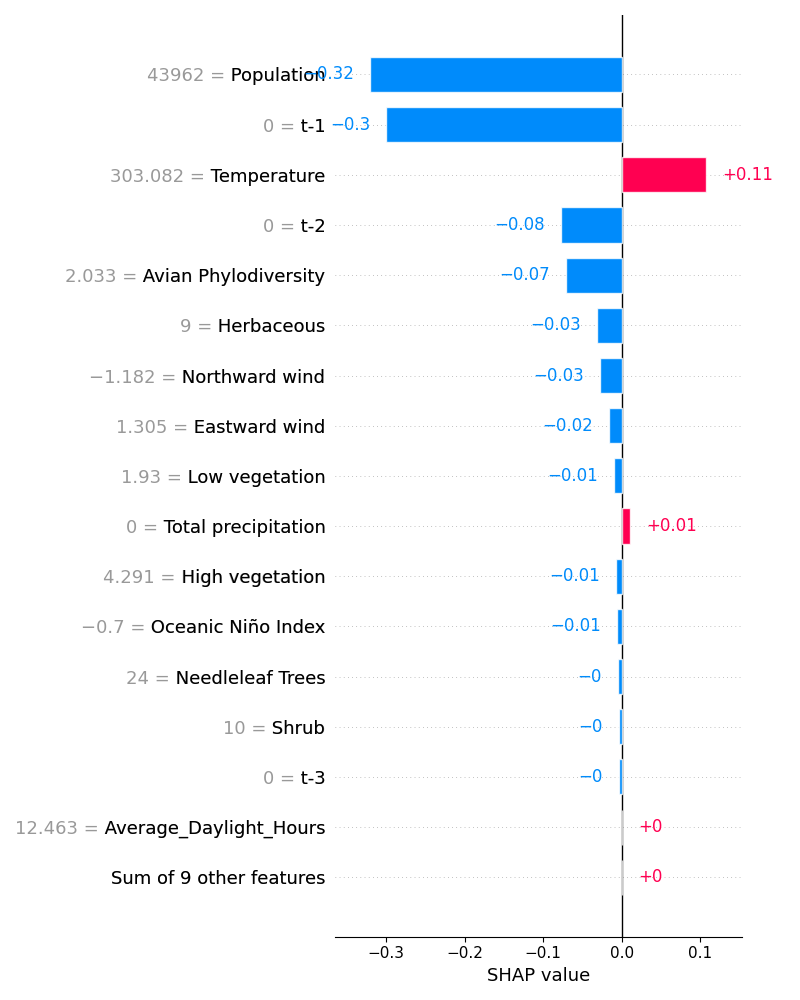 43962 = Population −0.32
0 = t-1 −0.3
303.082 = Temperature +0.11
0 = t-2 −0.08
2.033 = Avian Phylodiversity −0.07
9 = Herbaceous −0.03
−1.182 = Northward wind −0.03
1.305 = Eastward wind −0.02
1.93 = Low vegetation −0.01
0 = Total precipitation +0.01
4.291 = High vegetation −0.01
−0.7 = Oceanic Niño Index −0.01
24 = Needleleaf Trees −0
10 = Shrub −0
0 = t-3 −0
12.463 = Average_Daylight_Hours +0
Sum of 9 other features +0
−0.3 −0.2 −0.1 0.0 0.1
SHAP value